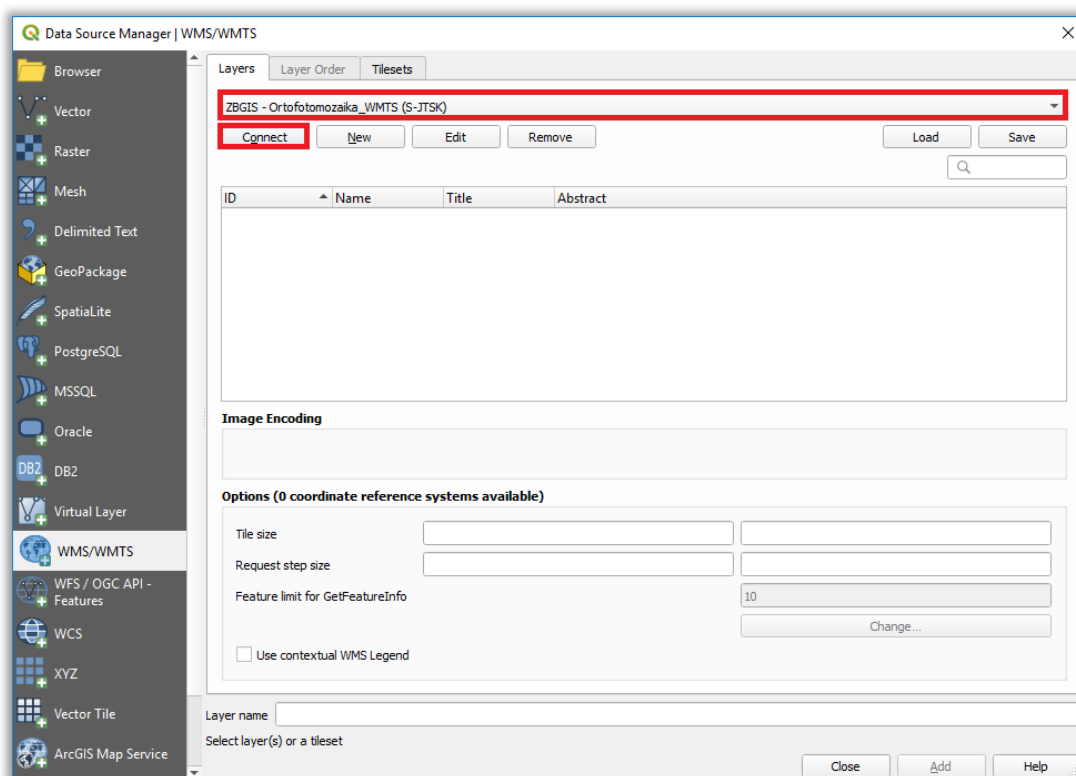 Data Source Manager | WMS/WMTS
Browser
Vector
Raster
Mesh
Delimited Text
GeoPackage
SpatiaLite
PostgreSQL
MSSQL
Oracle
DB2
DB2
Virtual Layer
WMS/WMTS
WFS / OGC API -
Features
WCS
XYZ
Vector Tile
ArcGIS Map Service
Layers Layer Order Tilesets
ZBGIS - Ortofotomozaika_WMTS (S-JTSK)
Connect New Edit Remove Load Save
ID Name Title Abstract
Image Encoding
Options (0 coordinate reference systems available)
Tile size
Request step size
Feature limit for GetFeatureInfo 10
Change...
Use contextual WMS Legend
Layer name
Select layer(s) or a tileset
Close Add Help